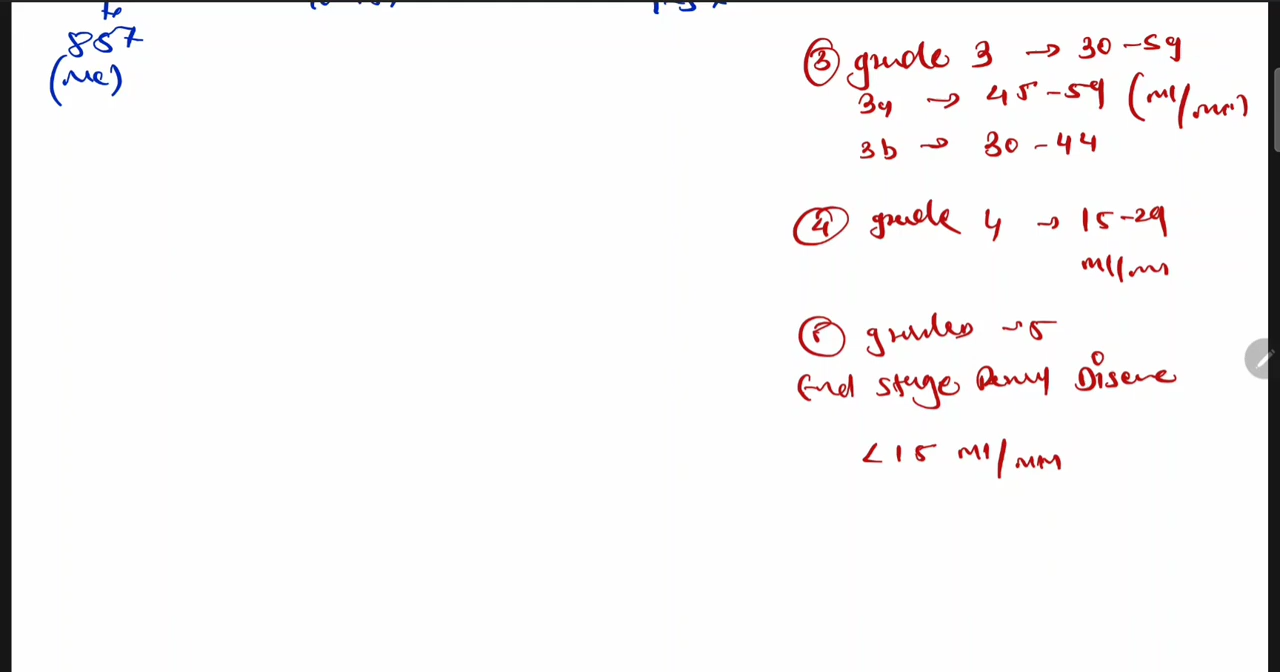 to
857
(Me)
③ grade 3 → 30-59
3a → 45-59 (ml/min)
3b → 30-44
④ grade 4 → 15-29
ml/min
⑤ grades → 5
End stage Renal Disease
<15 ml/min